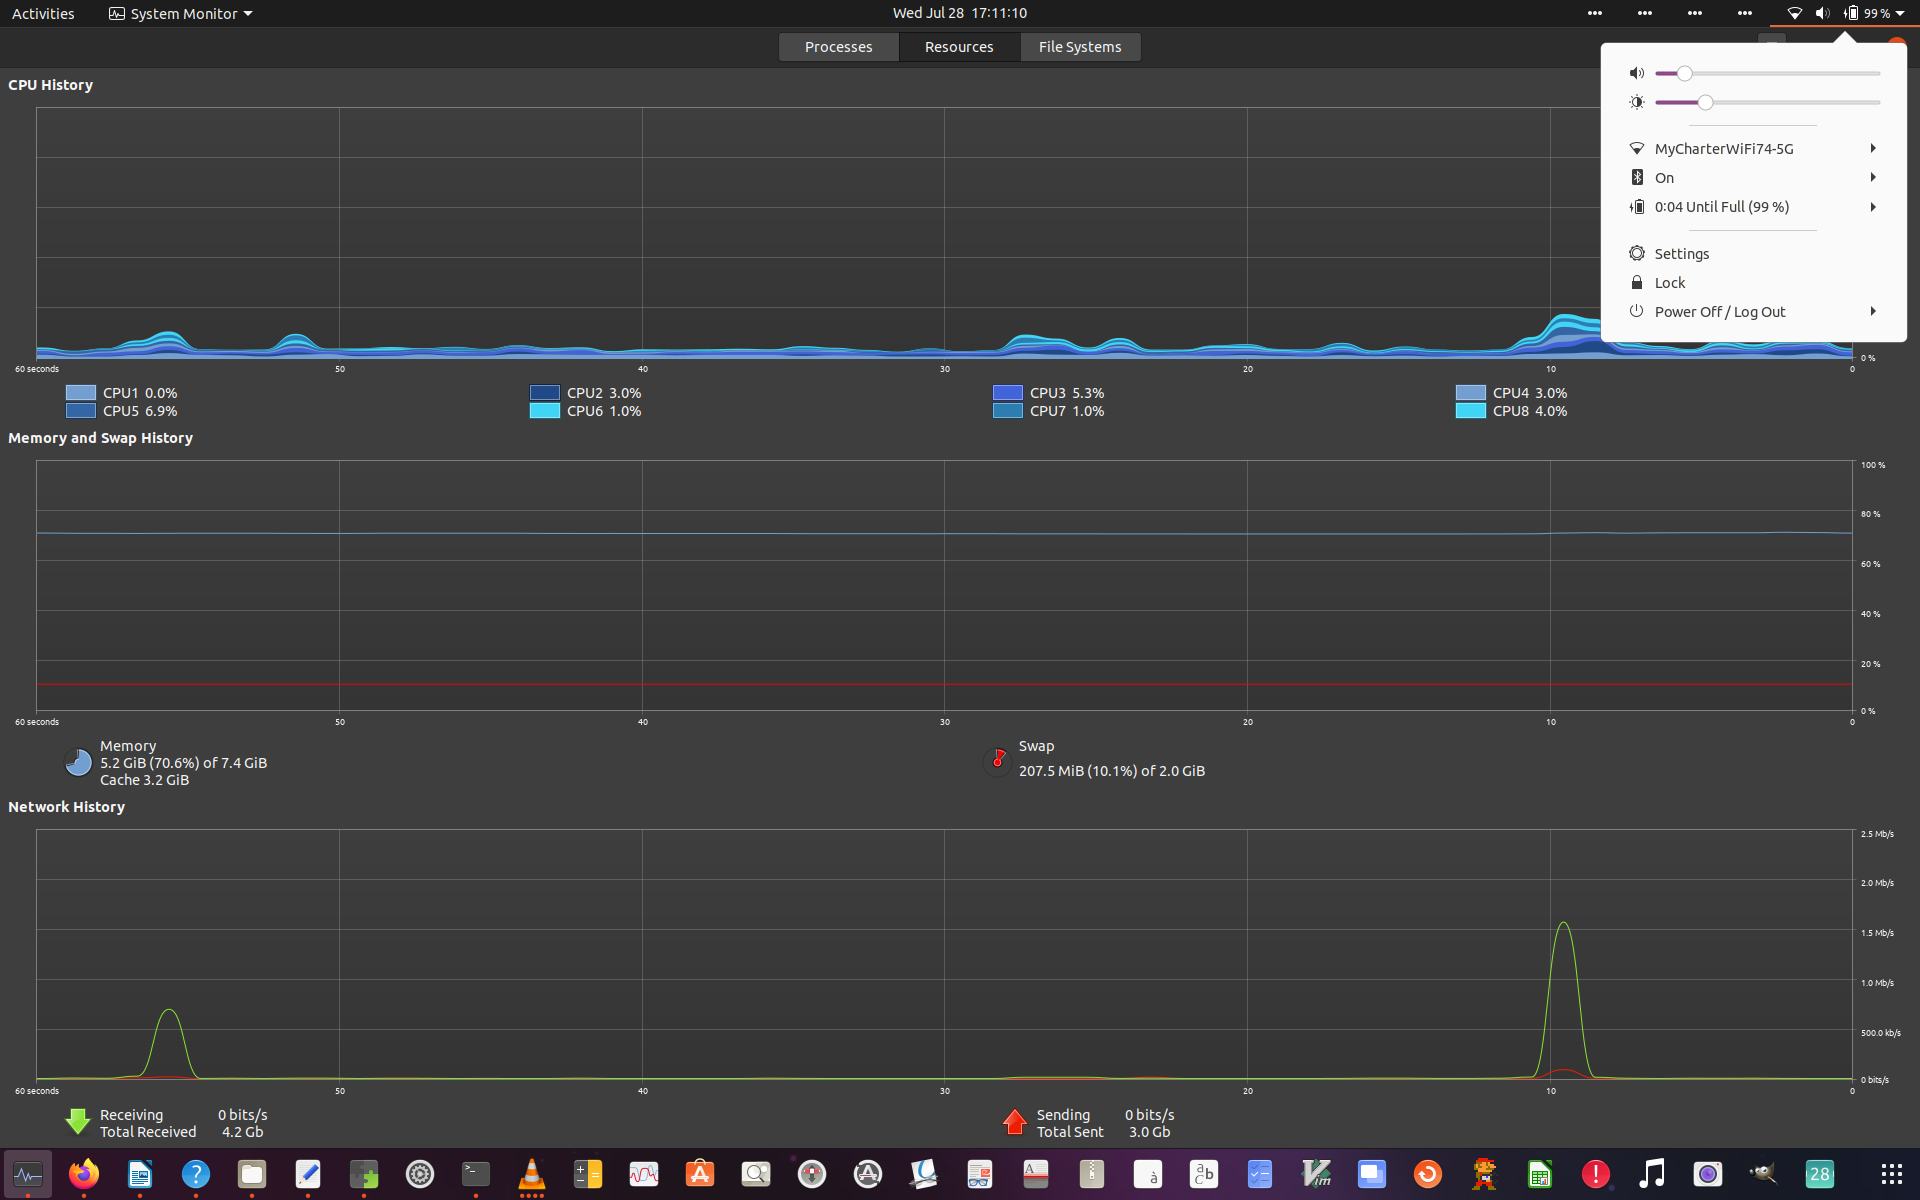 Activities
System Monitor
Wed Jul 28 17:11:10
99 %
Processes
Resources
File Systems
CPU History
MyCharterWiFi74-5G
On
0:04 Until Full (99 %)
Settings
Lock
Power Off / Log Out
0 %
60 seconds 50 40 30 20 10 0
CPU1 0.0% CPU2 3.0% CPU3 5.3% CPU4 3.0%
CPU5 6.9% CPU6 1.0% CPU7 1.0% CPU8 4.0%
Memory and Swap History
100 %
80 %
60 %
40 %
20 %
0 %
60 seconds 50 40 30 20 10 0
Memory
5.2 GiB (70.6%) of 7.4 GiB
Cache 3.2 GiB
Swap
207.5 MiB (10.1%) of 2.0 GiB
Network History
2.5 Mb/s
2.0 Mb/s
1.5 Mb/s
1.0 Mb/s
500.0 kb/s
0 bits/s
60 seconds 50 40 30 20 10 0
Receiving 0 bits/s
Total Received 4.2 Gb
Sending 0 bits/s
Total Sent 3.0 Gb
?
>_
A
à
ab
c
Vim
!
28